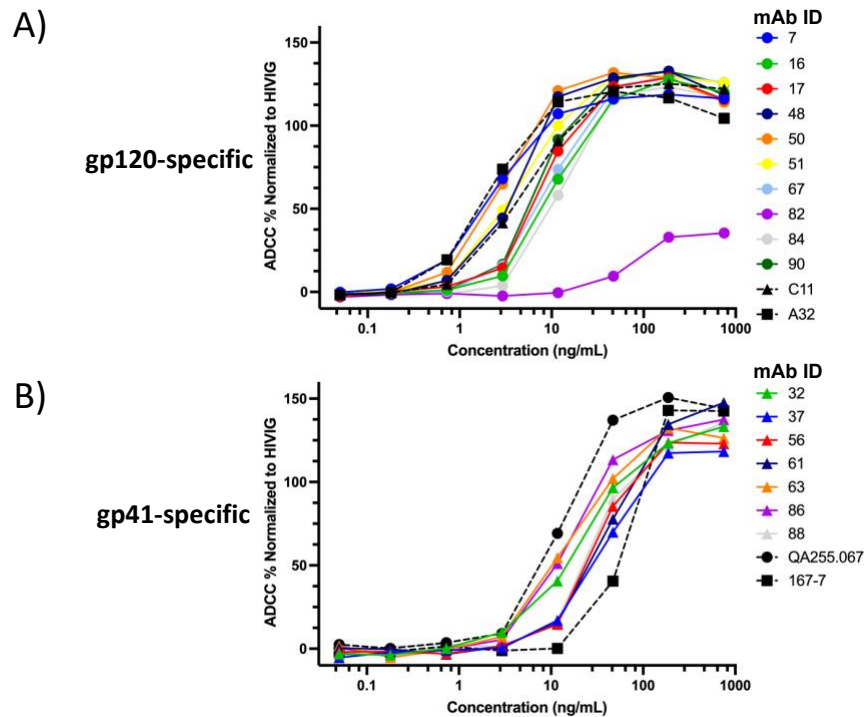 A)
gp120-specific
ADCC % Normalized to HIVIG
150
100
50
0
0.1
1
10
100
1000
Concentration (ng/mL)
mAb ID
7
16
17
48
50
51
67
82
84
90
C11
A32
B)
gp41-specific
ADCC % Normalized to HIVIG
150
100
50
0
0.1
1
10
100
1000
Concentration (ng/mL)
mAb ID
32
37
56
61
63
86
88
QA255.067
167-7